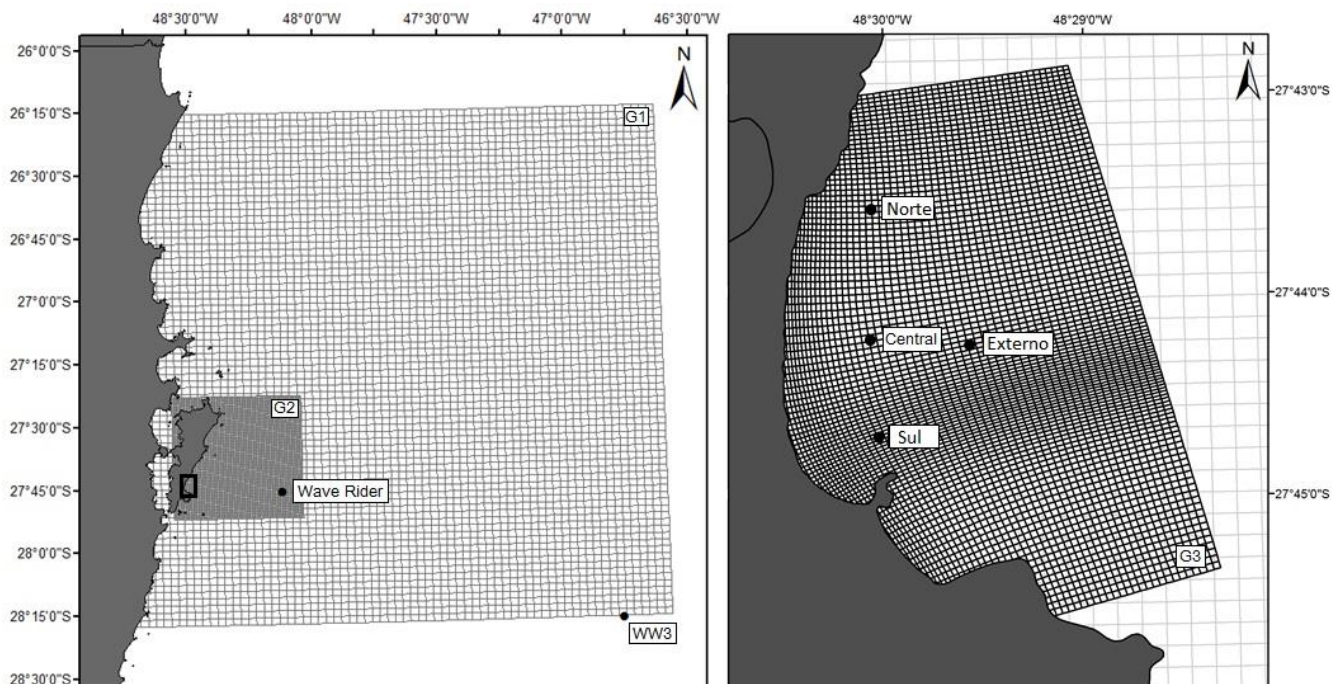 48°30'0"W 48°0'0"W 47°30'0"W 47°0'0"W 46°30'0"W
26°0'0"S
26°15'0"S
26°30'0"S
26°45'0"S
27°0'0"S
27°15'0"S
27°30'0"S
27°45'0"S
28°0'0"S
28°15'0"S
28°30'0"S
N
G1
G2
Wave Rider
WW3
48°30'0"W 48°29'0"W
N
27°43'0"S
27°44'0"S
27°45'0"S
Norte
Central
Externo
Sul
G3